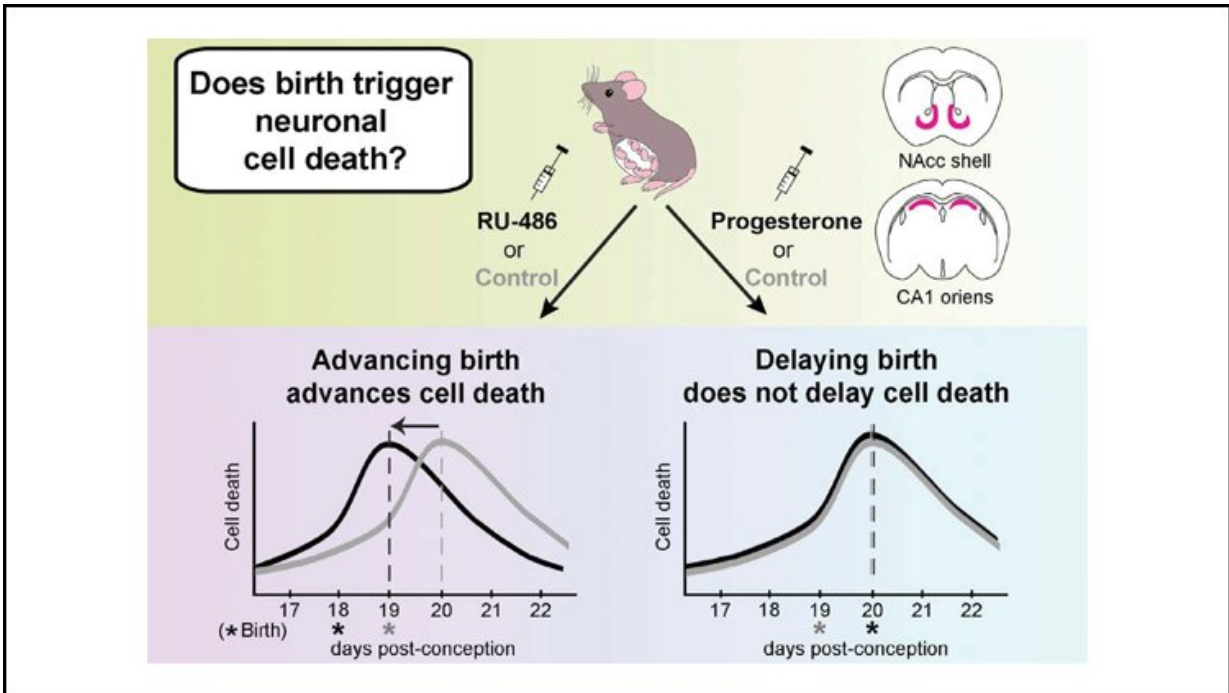 Does birth trigger
neuronal
cell death?
RU-486
or
Control
Progesterone
or
Control
NAcc shell
CA1 oriens
Advancing birth
advances cell death
Cell death
17 18 19 20 21 22
(* Birth) * *
days post-conception
Delaying birth
does not delay cell death
Cell death
17 18 19 20 21 22
* *
days post-conception